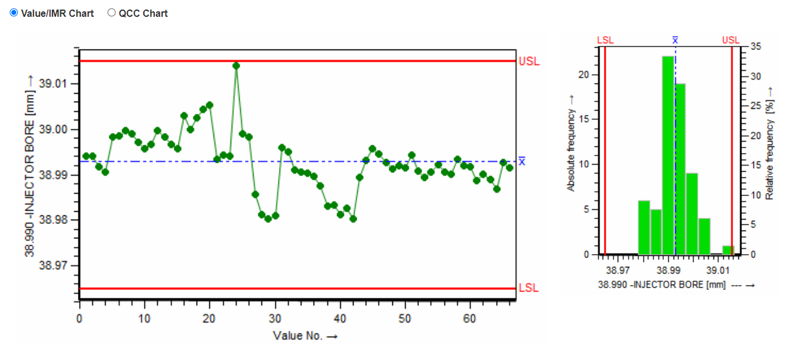 Value/IMR Chart QCC Chart
USL
39.01
39.00
38.99
38.98
38.97
x̄
LSL
0 10 20 30 40 50 60
Value No. →
38.990 -INJECTOR BORE [mm] →
LSL x̄ USL
20
15
10
5
0
35
30
25
20
15
10
5
0
Absolute frequency →
Relative frequency [%] →
38.97 38.99 39.01
38.990 -INJECTOR BORE [mm] --- →